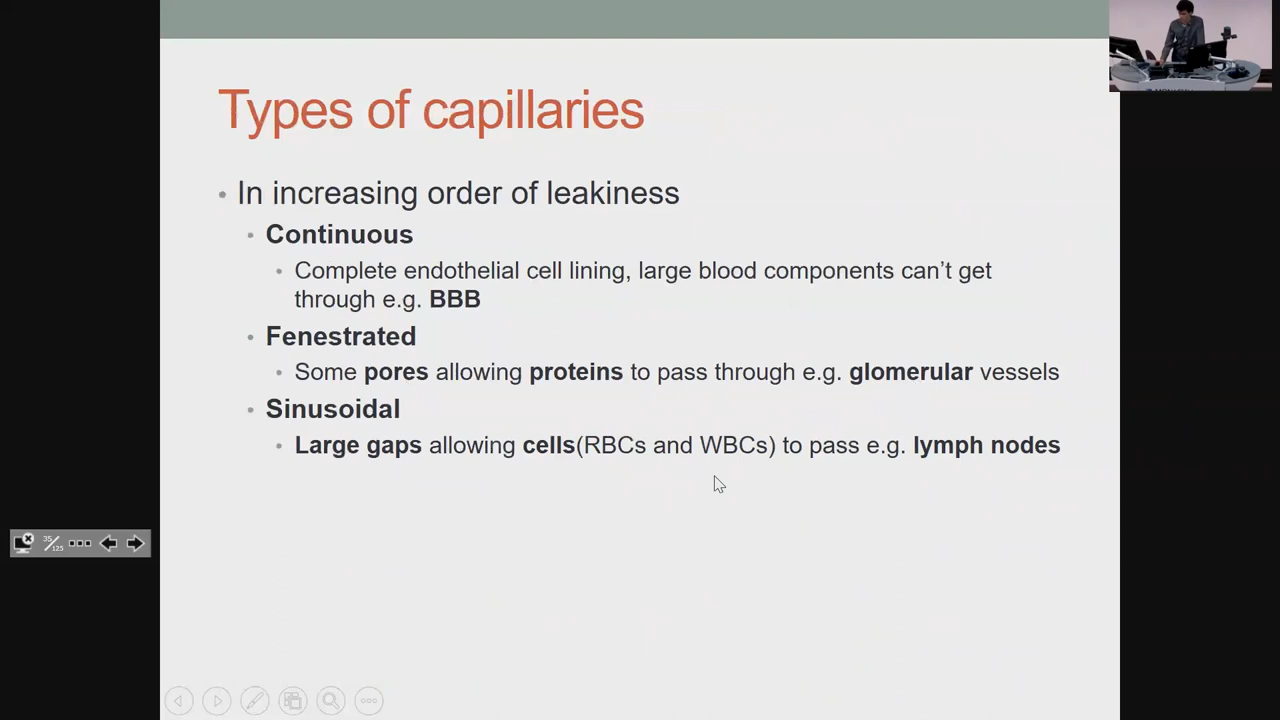 Types of capillaries
In increasing order of leakiness
Continuous
Complete endothelial cell lining, large blood components can't get
through e.g. BBB
Fenestrated
Some pores allowing proteins to pass through e.g. glomerular vessels
Sinusoidal
Large gaps allowing cells(RBCs and WBCs) to pass e.g. lymph nodes
35/125